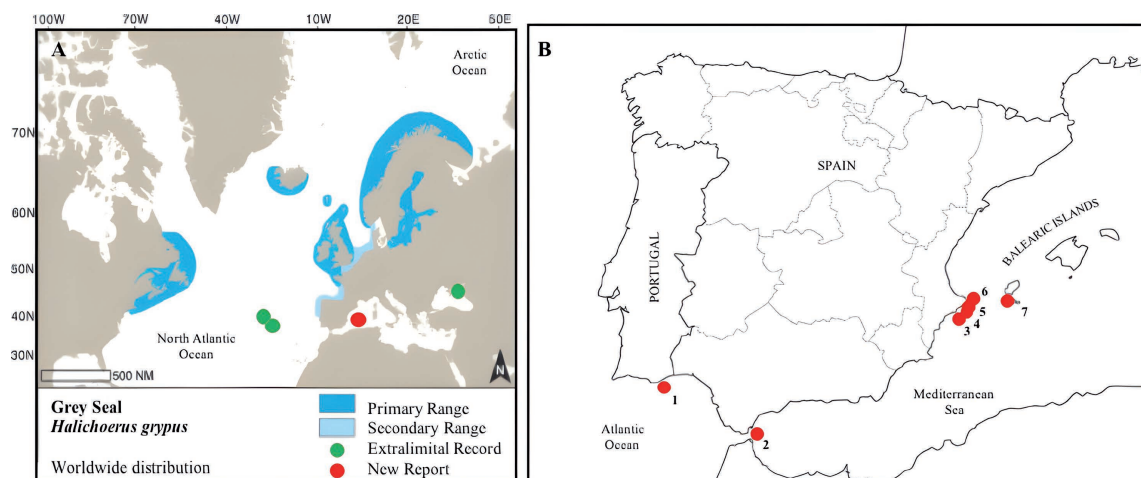 100W 70W 40W 10W 20E 50E
A
Arctic
Ocean
70N
60N
50N
40N
30N
North Atlantic
Ocean
500 NM
N
Grey Seal
Halichoerus grypus
Worldwide distribution
Primary Range
Secondary Range
Extralimital Record
New Report
B
SPAIN
PORTUGAL
BALEARIC ISLANDS
6
5
4
3
7
1
2
Mediterranean
Sea
Atlantic
Ocean